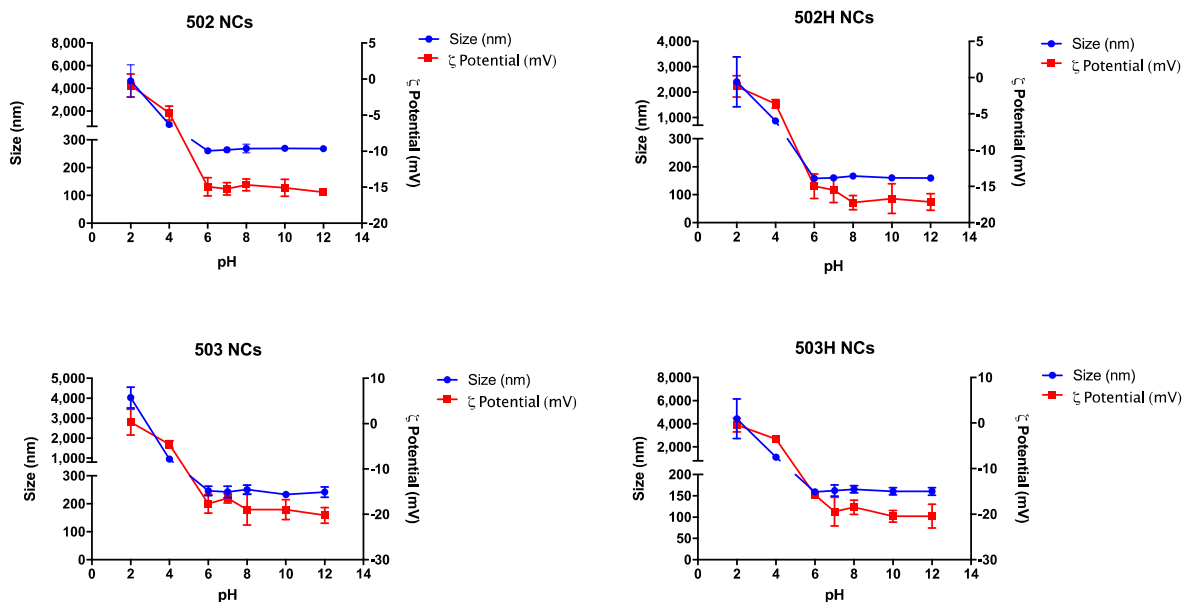 502 NCs
Size (nm)
8,000
6,000
4,000
2,000
300
200
100
0
5
0
-5
-10
-15
-20
ζ Potential (mV)
0 2 4 6 8 10 12 14
pH
Size (nm)
ζ Potential (mV)
502H NCs
Size (nm)
4,000
3,000
2,000
1,000
300
200
100
0
5
0
-5
-10
-15
-20
ζ Potential (mV)
0 2 4 6 8 10 12 14
pH
Size (nm)
ζ Potential (mV)
503 NCs
Size (nm)
5,000
4,000
3,000
2,000
1,000
300
200
100
0
10
0
-10
-20
-30
ζ Potential (mV)
0 2 4 6 8 10 12 14
pH
Size (nm)
ζ Potential (mV)
503H NCs
Size (nm)
8,000
6,000
4,000
2,000
200
150
100
50
0
10
0
-10
-20
-30
ζ Potential (mV)
0 2 4 6 8 10 12 14
pH
Size (nm)
ζ Potential (mV)